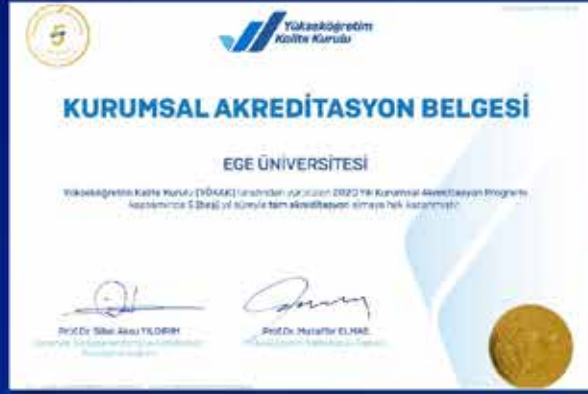 5
Yükseköğretim
Kalite Kurulu
KURUMSAL AKREDİTASYON BELGESİ
EGE ÜNİVERSİTESİ
Yükseköğretim Kalite Kurulu (YÖKAK) tarafından yürütülen 2020 Yılı Kurumsal Akreditasyon Programı
kapsamında 5 (beş) yıl süreyle tam akreditasyon almaya hak kazanmıştır.
Prof.Dr. Sibel Aksu YILDIRIM
Prof.Dr. Muzaffer ELMAS